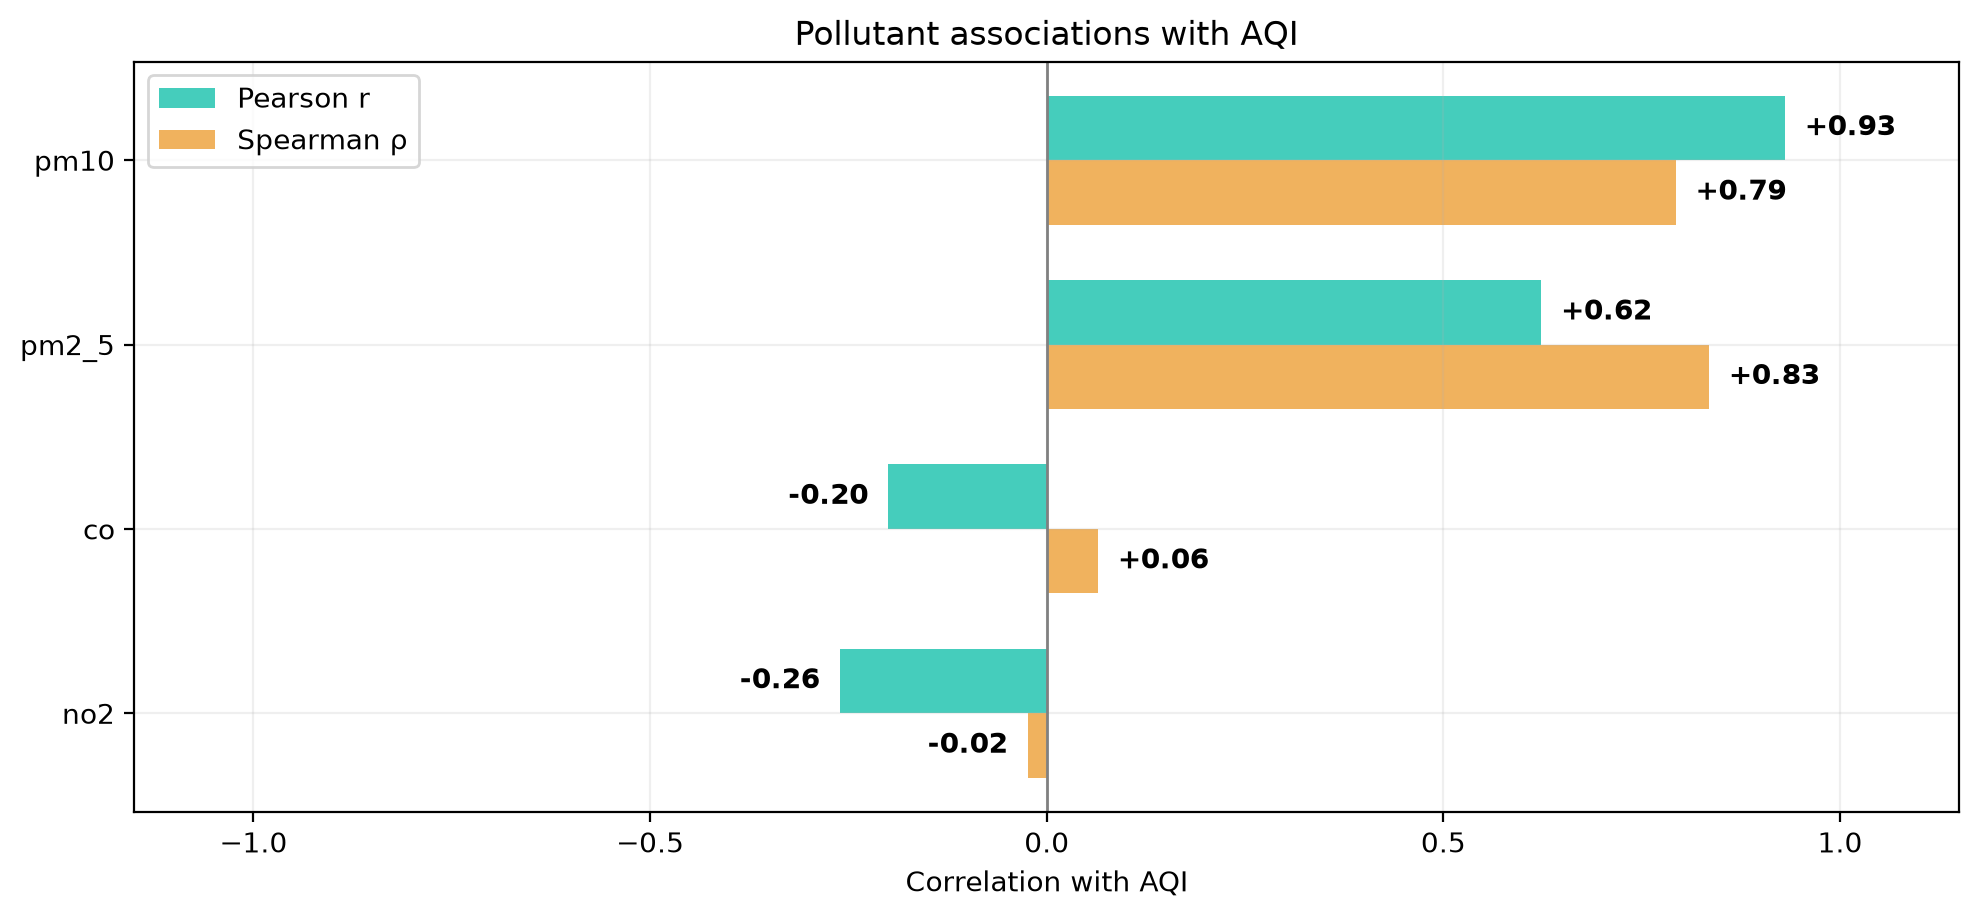 Pollutant associations with AQI
Pearson r
Spearman ρ
pm10
+0.93
+0.79
pm2_5
+0.62
+0.83
co
-0.20
+0.06
no2
-0.26
-0.02
−1.0 −0.5 0.0 0.5 1.0
Correlation with AQI